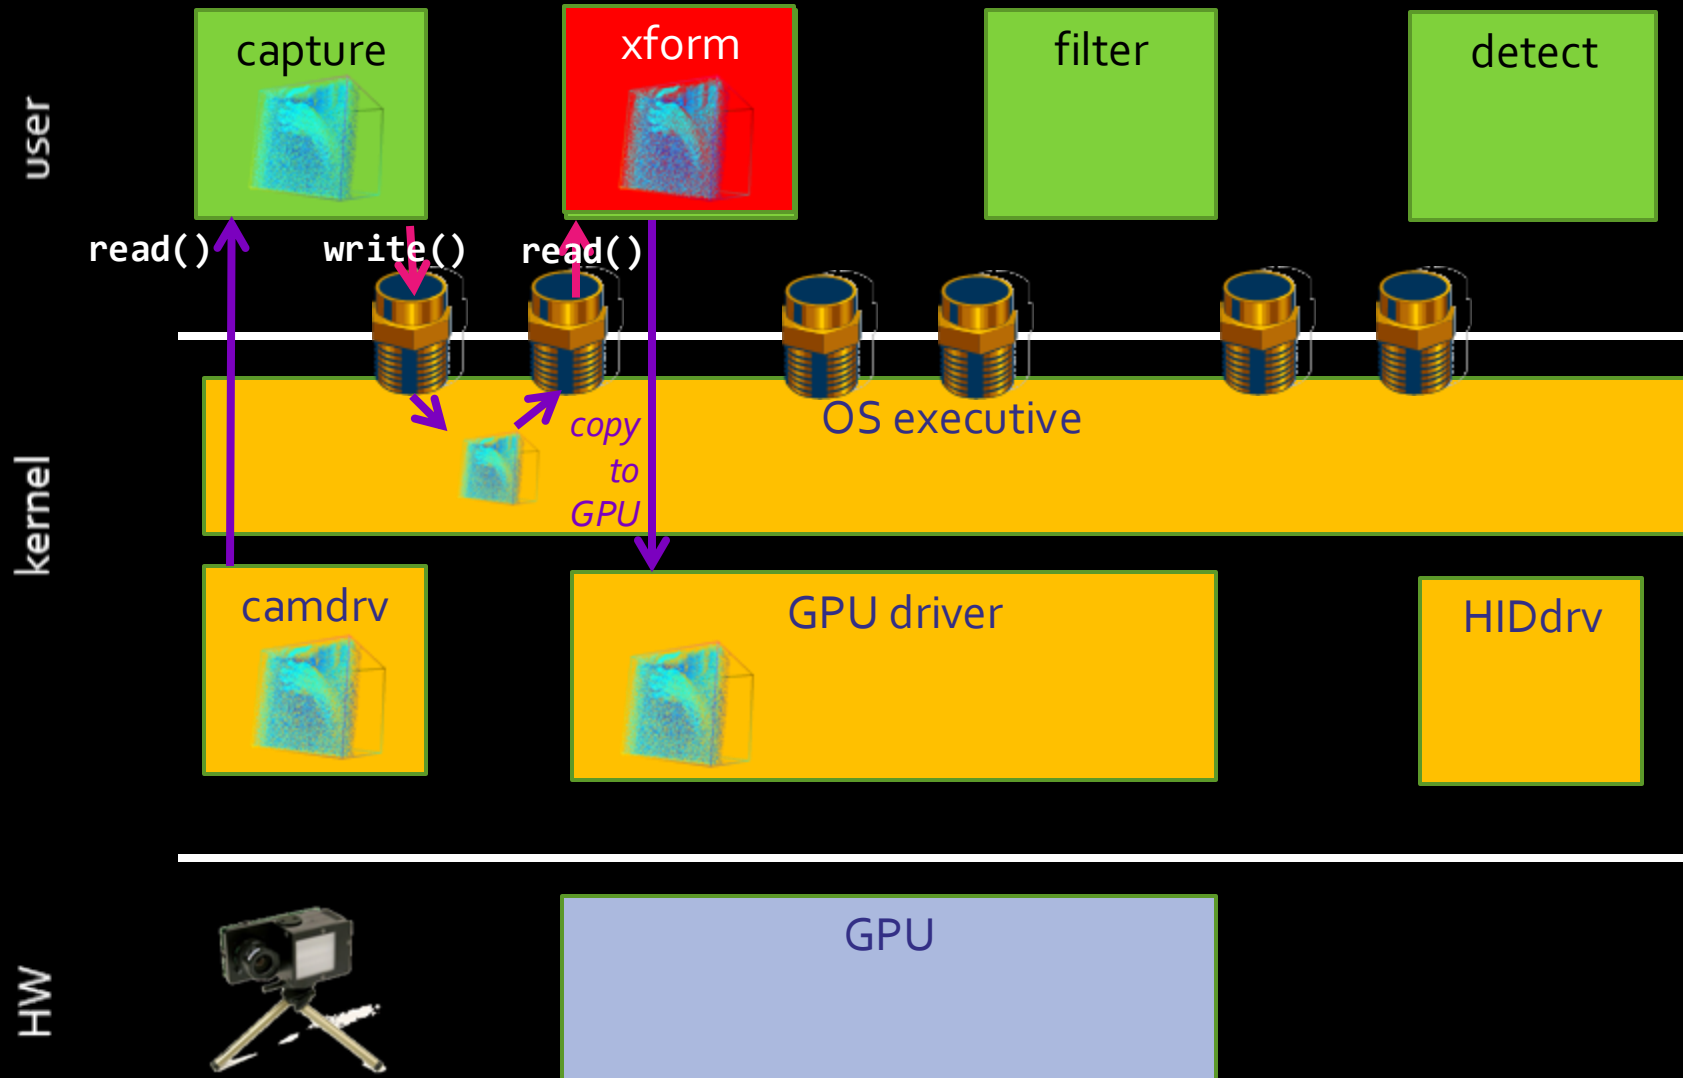 user
capture
xform
filter
detect
read()
write()
read()
kernel
OS executive
copy
to
GPU
camdrv
GPU driver
HIDdrv
HW
GPU